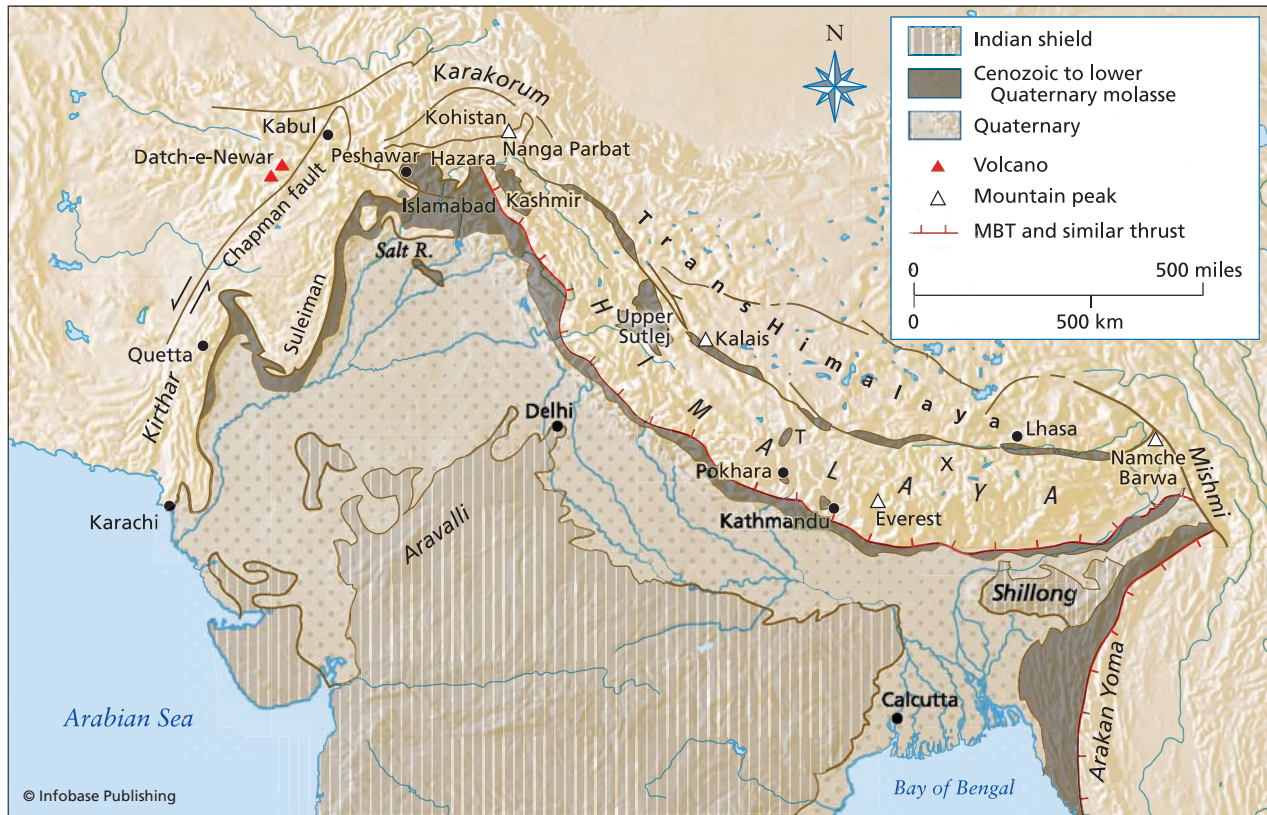 N
Indian shield
Cenozoic to lower
Quaternary molasse
Quaternary
Volcano
Mountain peak
MBT and similar thrust
0 500 miles
0 500 km
Karakorum
Kohistan
Kabul
Nanga Parbat
Datch-e-Newar
Peshawar
Hazara
Kashmir
Islamabad
Chapman fault
Salt R.
Suleiman
Quetta
Kirthar
Karachi
TransHimalaya
HIMALAYA
Upper
Sutlej
Kalais
Delhi
T
Lhasa
X
Pokhara
Namche
Barwa
Mishmi
Kathmandu
Everest
Aravalli
Shillong
Arakan Yoma
Calcutta
Arabian Sea
Bay of Bengal
© Infobase Publishing